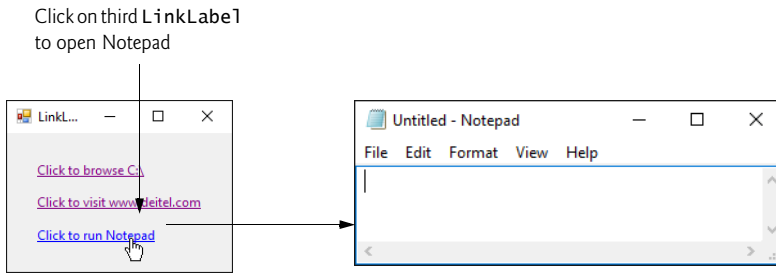 Click on third LinkLabel
to open Notepad
LinkL...
Click to browse C:\
Click to visit www.deitel.com
Click to run Notepad
Untitled - Notepad
File Edit Format View Help